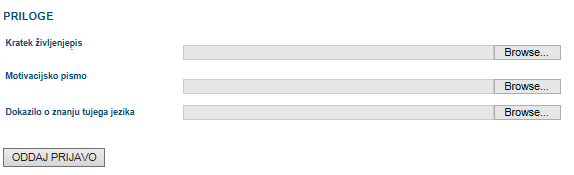 PRILOGE
Kratek življenjepis
Browse...
Motivacijsko pismo
Browse...
Dokazilo o znanju tujega jezika
Browse...
ODDAJ PRIJAVO